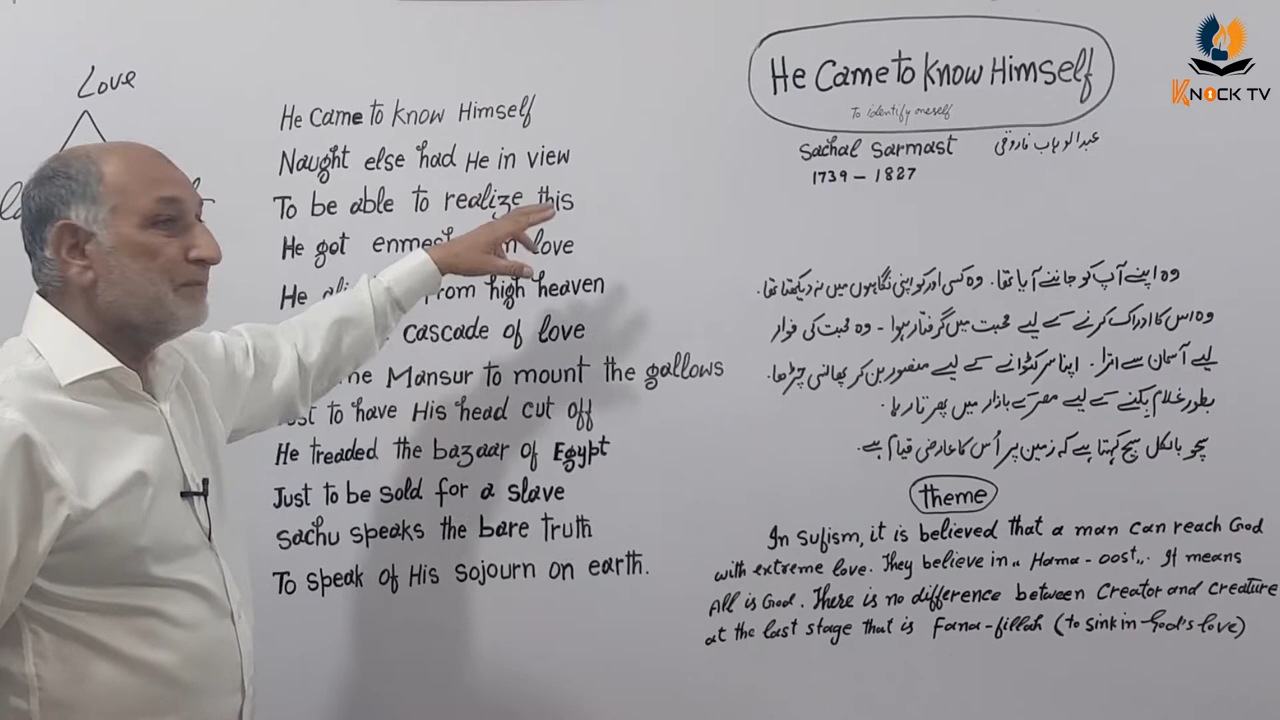 Love
He Came to Know Himself
Naught else had He in view
To be able to realize this
He got love
He from high heaven
cascade of love
Mansur to mount the gallows
to have His head cut off
He treaded the bazaar of Egypt
Just to be sold for a slave
Sachu speaks the bare truth
To speak of His sojourn on earth.
He Came to Know Himself
To identify oneself
Sachal Sarmast عبدالوہاب فاروقی
1739 - 1827
وہ اپنے آپ کو جاننے آیا تھا۔ وہ کسی اور کو اپنی نگاہوں میں نہ دیکھتا تھا۔
وہ اس کا ادراک کرنے کے لیے محبت میں گرفتار ہوا - وہ محبت کی فوار
لیے آسمان سے اترا۔ اپنا سر کٹوانے کے لیے منصور بن کر پھانسی چڑھا۔
بطور غلام بکنے کے لیے مصر کے بازار میں پھرتا رہا۔
سچو بالکل سچ کہتا ہے کہ زمین پر اُس کا عارضی قیام ہے۔
theme
In Sufism, it is believed that a man can reach God
with extreme love. They believe in "Hama-oost". It means
All is God. There is no difference between Creator and creature
at the last stage that is Fana-fillah (to sink in God's love)
KNOCK TV